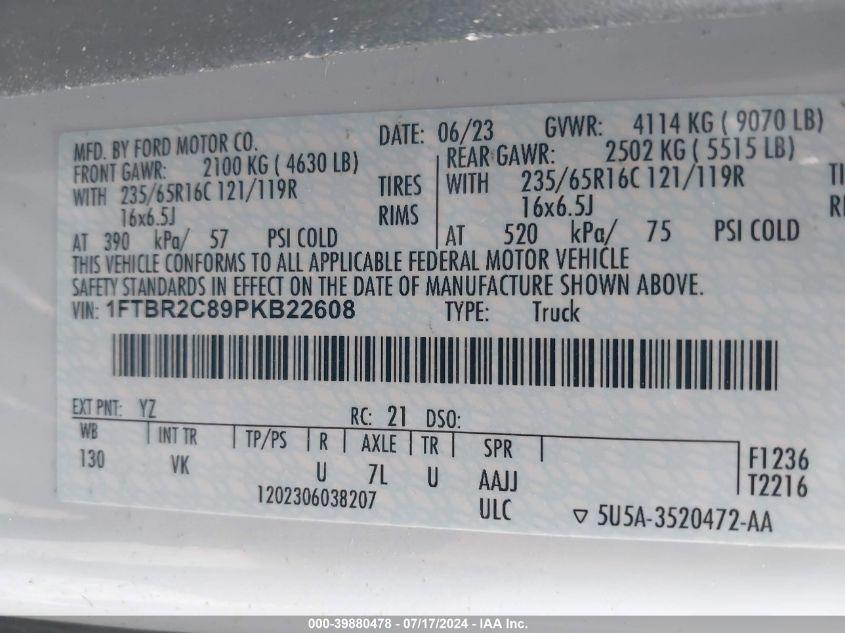 MFD. BY FORD MOTOR CO. DATE: 06/23 GVWR: 4114 KG ( 9070 LB)
FRONT GAWR: 2100 KG ( 4630 LB) REAR GAWR: 2502 KG ( 5515 LB)
WITH 235/65R16C 121/119R TIRES WITH 235/65R16C 121/119R
16x6.5J RIMS 16x6.5J
AT 390 kPa/ 57 PSI COLD AT 520 kPa/ 75 PSI COLD
THIS VEHICLE CONFORMS TO ALL APPLICABLE FEDERAL MOTOR VEHICLE
SAFETY STANDARDS IN EFFECT ON THE DATE OF MANUFACTURE SHOWN ABOVE.
VIN: 1FTBR2C89PKB22608 TYPE: Truck
EXT PNT: YZ RC: 21 DSO:
WB INT TR TP/PS R AXLE TR SPR
130 VK U 7L U AAJJ
F1236
T2216
1202306038207 ULC ▽ 5U5A-3520472-AA
000-39880478 - 07/17/2024 - IAA Inc.